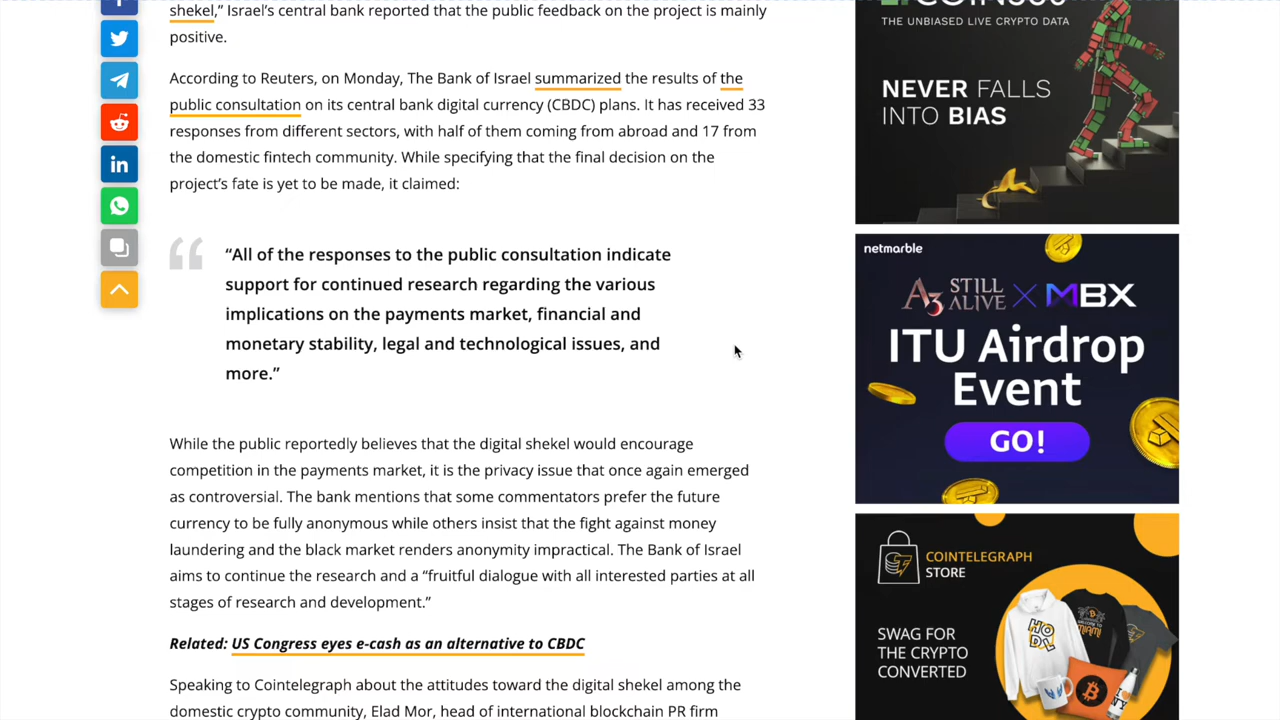 shekel,” Israel’s central bank reported that the public feedback on the project is mainly
positive.
According to Reuters, on Monday, The Bank of Israel summarized the results of the
public consultation on its central bank digital currency (CBDC) plans. It has received 33
responses from different sectors, with half of them coming from abroad and 17 from
the domestic fintech community. While specifying that the final decision on the
project’s fate is yet to be made, it claimed:
“All of the responses to the public consultation indicate
support for continued research regarding the various
implications on the payments market, financial and
monetary stability, legal and technological issues, and
more.”
While the public reportedly believes that the digital shekel would encourage
competition in the payments market, it is the privacy issue that once again emerged
as controversial. The bank mentions that some commentators prefer the future
currency to be fully anonymous while others insist that the fight against money
laundering and the black market renders anonymity impractical. The Bank of Israel
aims to continue the research and a “fruitful dialogue with all interested parties at all
stages of research and development.”
Related: US Congress eyes e-cash as an alternative to CBDC
Speaking to Cointelegraph about the attitudes toward the digital shekel among the
domestic crypto community, Elad Mor, head of international blockchain PR firm
THE UNBIASED LIVE CRYPTO DATA
NEVER FALLS
INTO BIAS
netmarble
A3 STILL ALIVE X MBX
ITU Airdrop
Event
GO!
COINTELEGRAPH
STORE
SWAG FOR
THE CRYPTO
CONVERTED
HO
DL